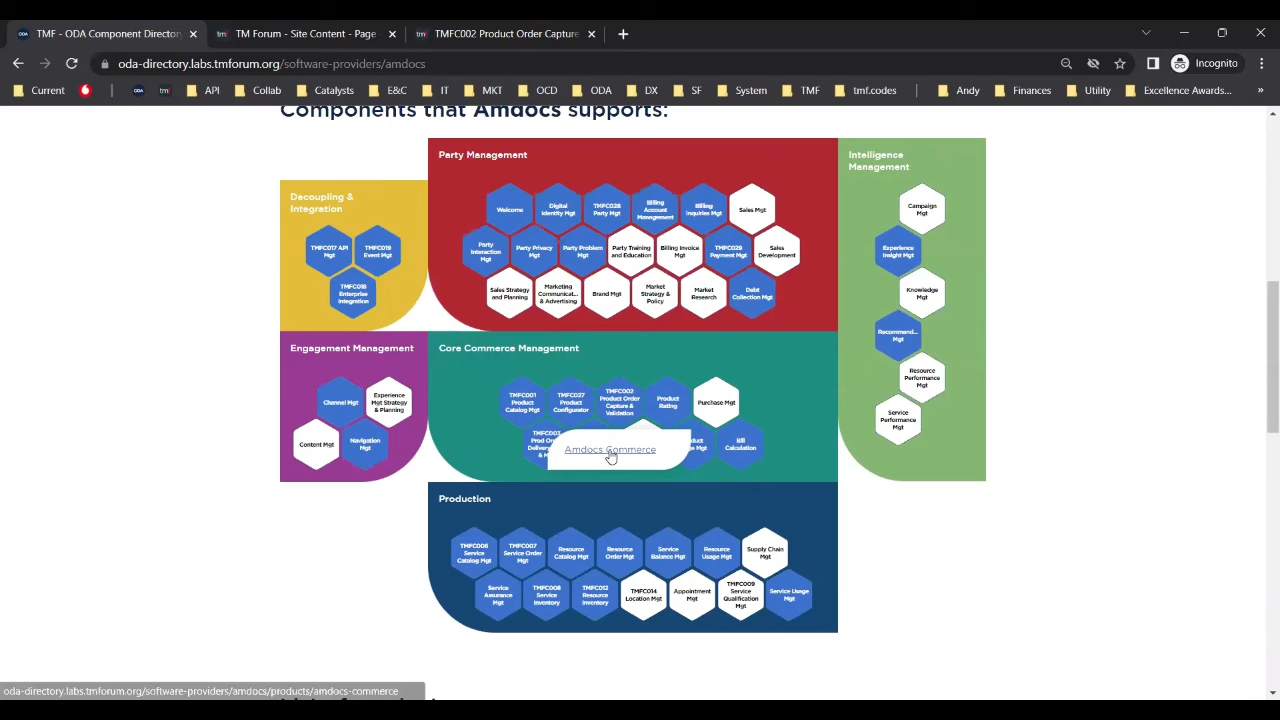 TMF - ODA Component Directory
TM Forum - Site Content - Page
TMFC002 Product Order Capture
oda-directory.labs.tmforum.org/software-providers/amdocs
Incognito
Current
ODA
tm
API
Collab
Catalysts
E&C
IT
MKT
OCD
ODA
DX
SF
System
TMF
tmf.codes
Andy
Finances
Utility
Excellence Awards...
Components that Amdocs supports:
Decoupling &
Integration
TMFC017 API
Mgt
TMFC019
Event Mgt
TMFC018
Enterprise
Integration
Party Management
Welcome
Digital
Identity Mgt
TMFC028
Party Mgt
Billing
Account
Management
Billing
Inquiries Mgt
Sales Mgt
Party
Interaction
Mgt
Party Privacy
Mgt
Party Problem
Mgt
Party Training
and Education
Billing Invoice
Mgt
TMFC029
Payment Mgt
Sales
Development
Sales Strategy
and Planning
Marketing
Communicat...
& Advertising
Brand Mgt
Market
Strategy &
Policy
Market
Research
Debt
Collection Mgt
Intelligence
Management
Campaign
Mgt
Experience
Insight Mgt
Knowledge
Mgt
Recommend...
Mgt
Resource
Performance
Mgt
Service
Performance
Mgt
Engagement Management
Channel Mgt
Experience
Mgt Strategy
& Planning
Content Mgt
Navigation
Mgt
Core Commerce Management
TMFC001
Product
Catalog Mgt
TMFC027
Product
Configurator
TMFC002
Product Order
Capture &
Validation
Product
Rating
Purchase Mgt
TMFC003
Prod Or
Deliver
& M
Amdocs Commerce
duct
ge Mgt
Bill
Calculation
Production
TMFC006
Service
Catalog Mgt
TMFC007
Service Order
Mgt
Resource
Catalog Mgt
Resource
Order Mgt
Service
Balance Mgt
Resource
Usage Mgt
Supply Chain
Mgt
Service
Assurance
Mgt
TMFC008
Service
Inventory
TMFC012
Resource
Inventory
TMFC014
Location Mgt
Appointment
Mgt
TMFC009
Service
Qualification
Mgt
Service Usage
Mgt
oda-directory.labs.tmforum.org/software-providers/amdocs/products/amdocs-commerce